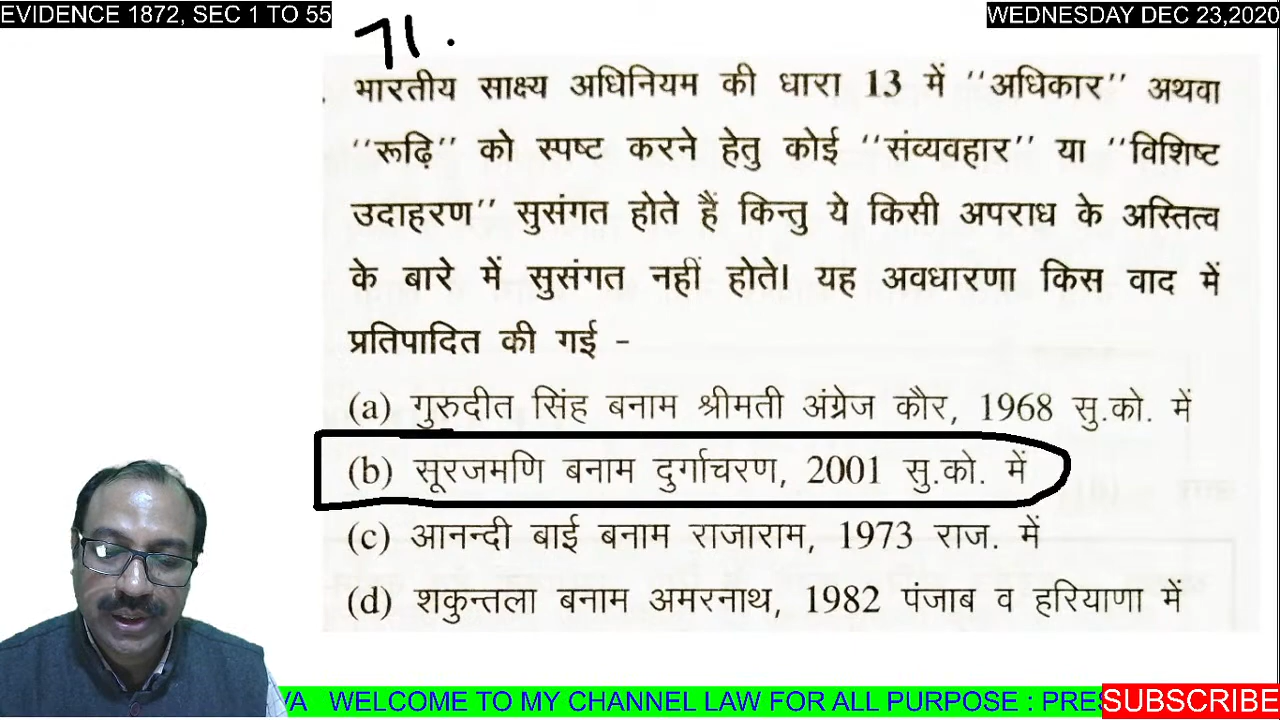 EVIDENCE 1872, SEC 1 TO 55
WEDNESDAY DEC 23,2020
71.
भारतीय साक्ष्य अधिनियम की धारा 13 में ''अधिकार'' अथवा
''रूढ़ि'' को स्पष्ट करने हेतु कोई ''संव्यवहार'' या ''विशिष्ट
उदाहरण'' सुसंगत होते हैं किन्तु ये किसी अपराध के अस्तित्व
के बारे में सुसंगत नहीं होते। यह अवधारणा किस वाद में
प्रतिपादित की गई -
(a) गुरुदीत सिंह बनाम श्रीमती अंग्रेज कौर, 1968 सु.को. में
(b) सूरजमणि बनाम दुर्गाचरण, 2001 सु.को. में
(c) आनन्दी बाई बनाम राजाराम, 1973 राज. में
(d) शकुन्तला बनाम अमरनाथ, 1982 पंजाब व हरियाणा में
VA WELCOME TO MY CHANNEL LAW FOR ALL PURPOSE : PRES
SUBSCRIBE